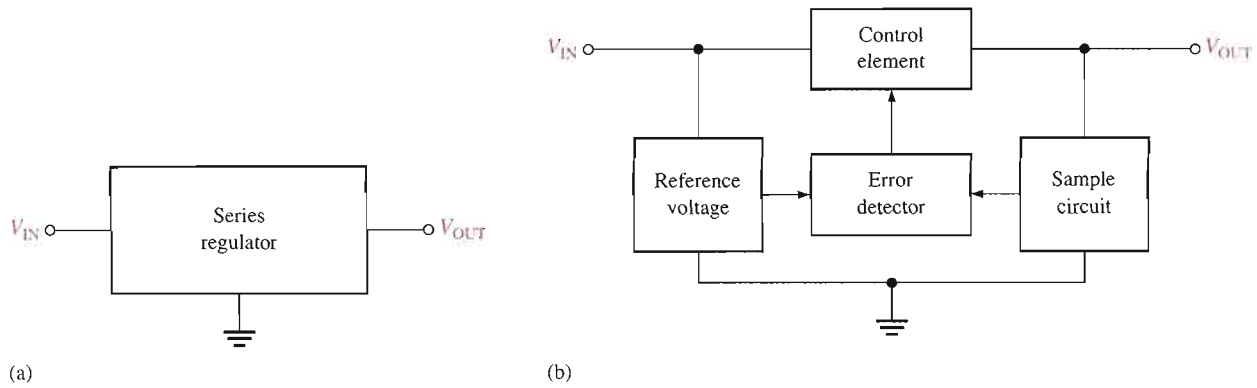 V_IN
Series
regulator
V_OUT
(a)
V_IN
Control
element
V_OUT
Reference
voltage
Error
detector
Sample
circuit
(b)